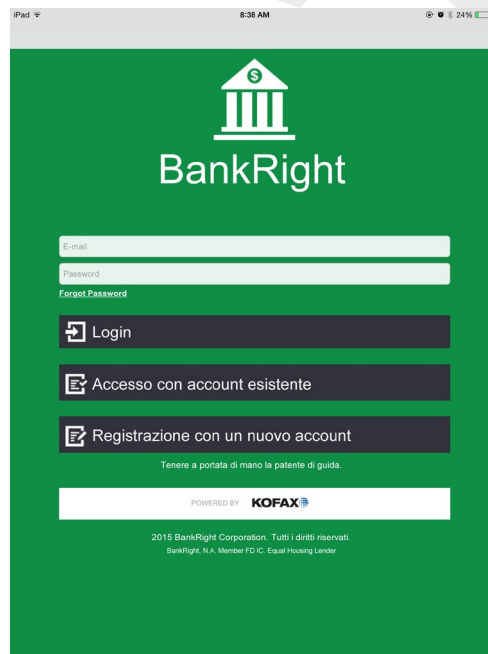 iPad
8:38 AM
24%
$
BankRight
E-mail
Password
Forgot Password
Login
Accesso con account esistente
Registrazione con un nuovo account
Tenere a portata di mano la patente di guida.
POWERED BY KOFAX
2015 BankRight Corporation. Tutti i diritti riservati.
BankRight, N.A. Member FD IC. Equal Housing Lender